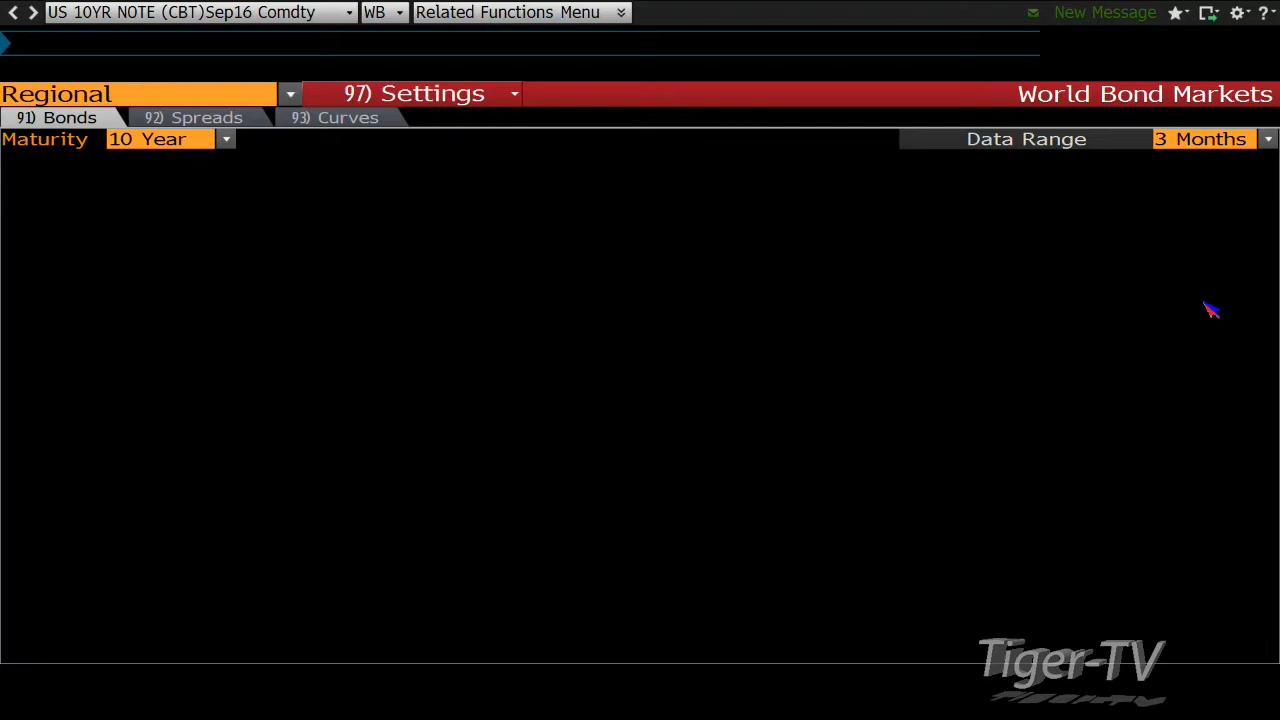 US 10YR NOTE (CBT)Sep16 Comdty WB Related Functions Menu New Message ?
Regional 97) Settings World Bond Markets
91) Bonds 92) Spreads 93) Curves
Maturity 10 Year Data Range 3 Months
Tiger-TV